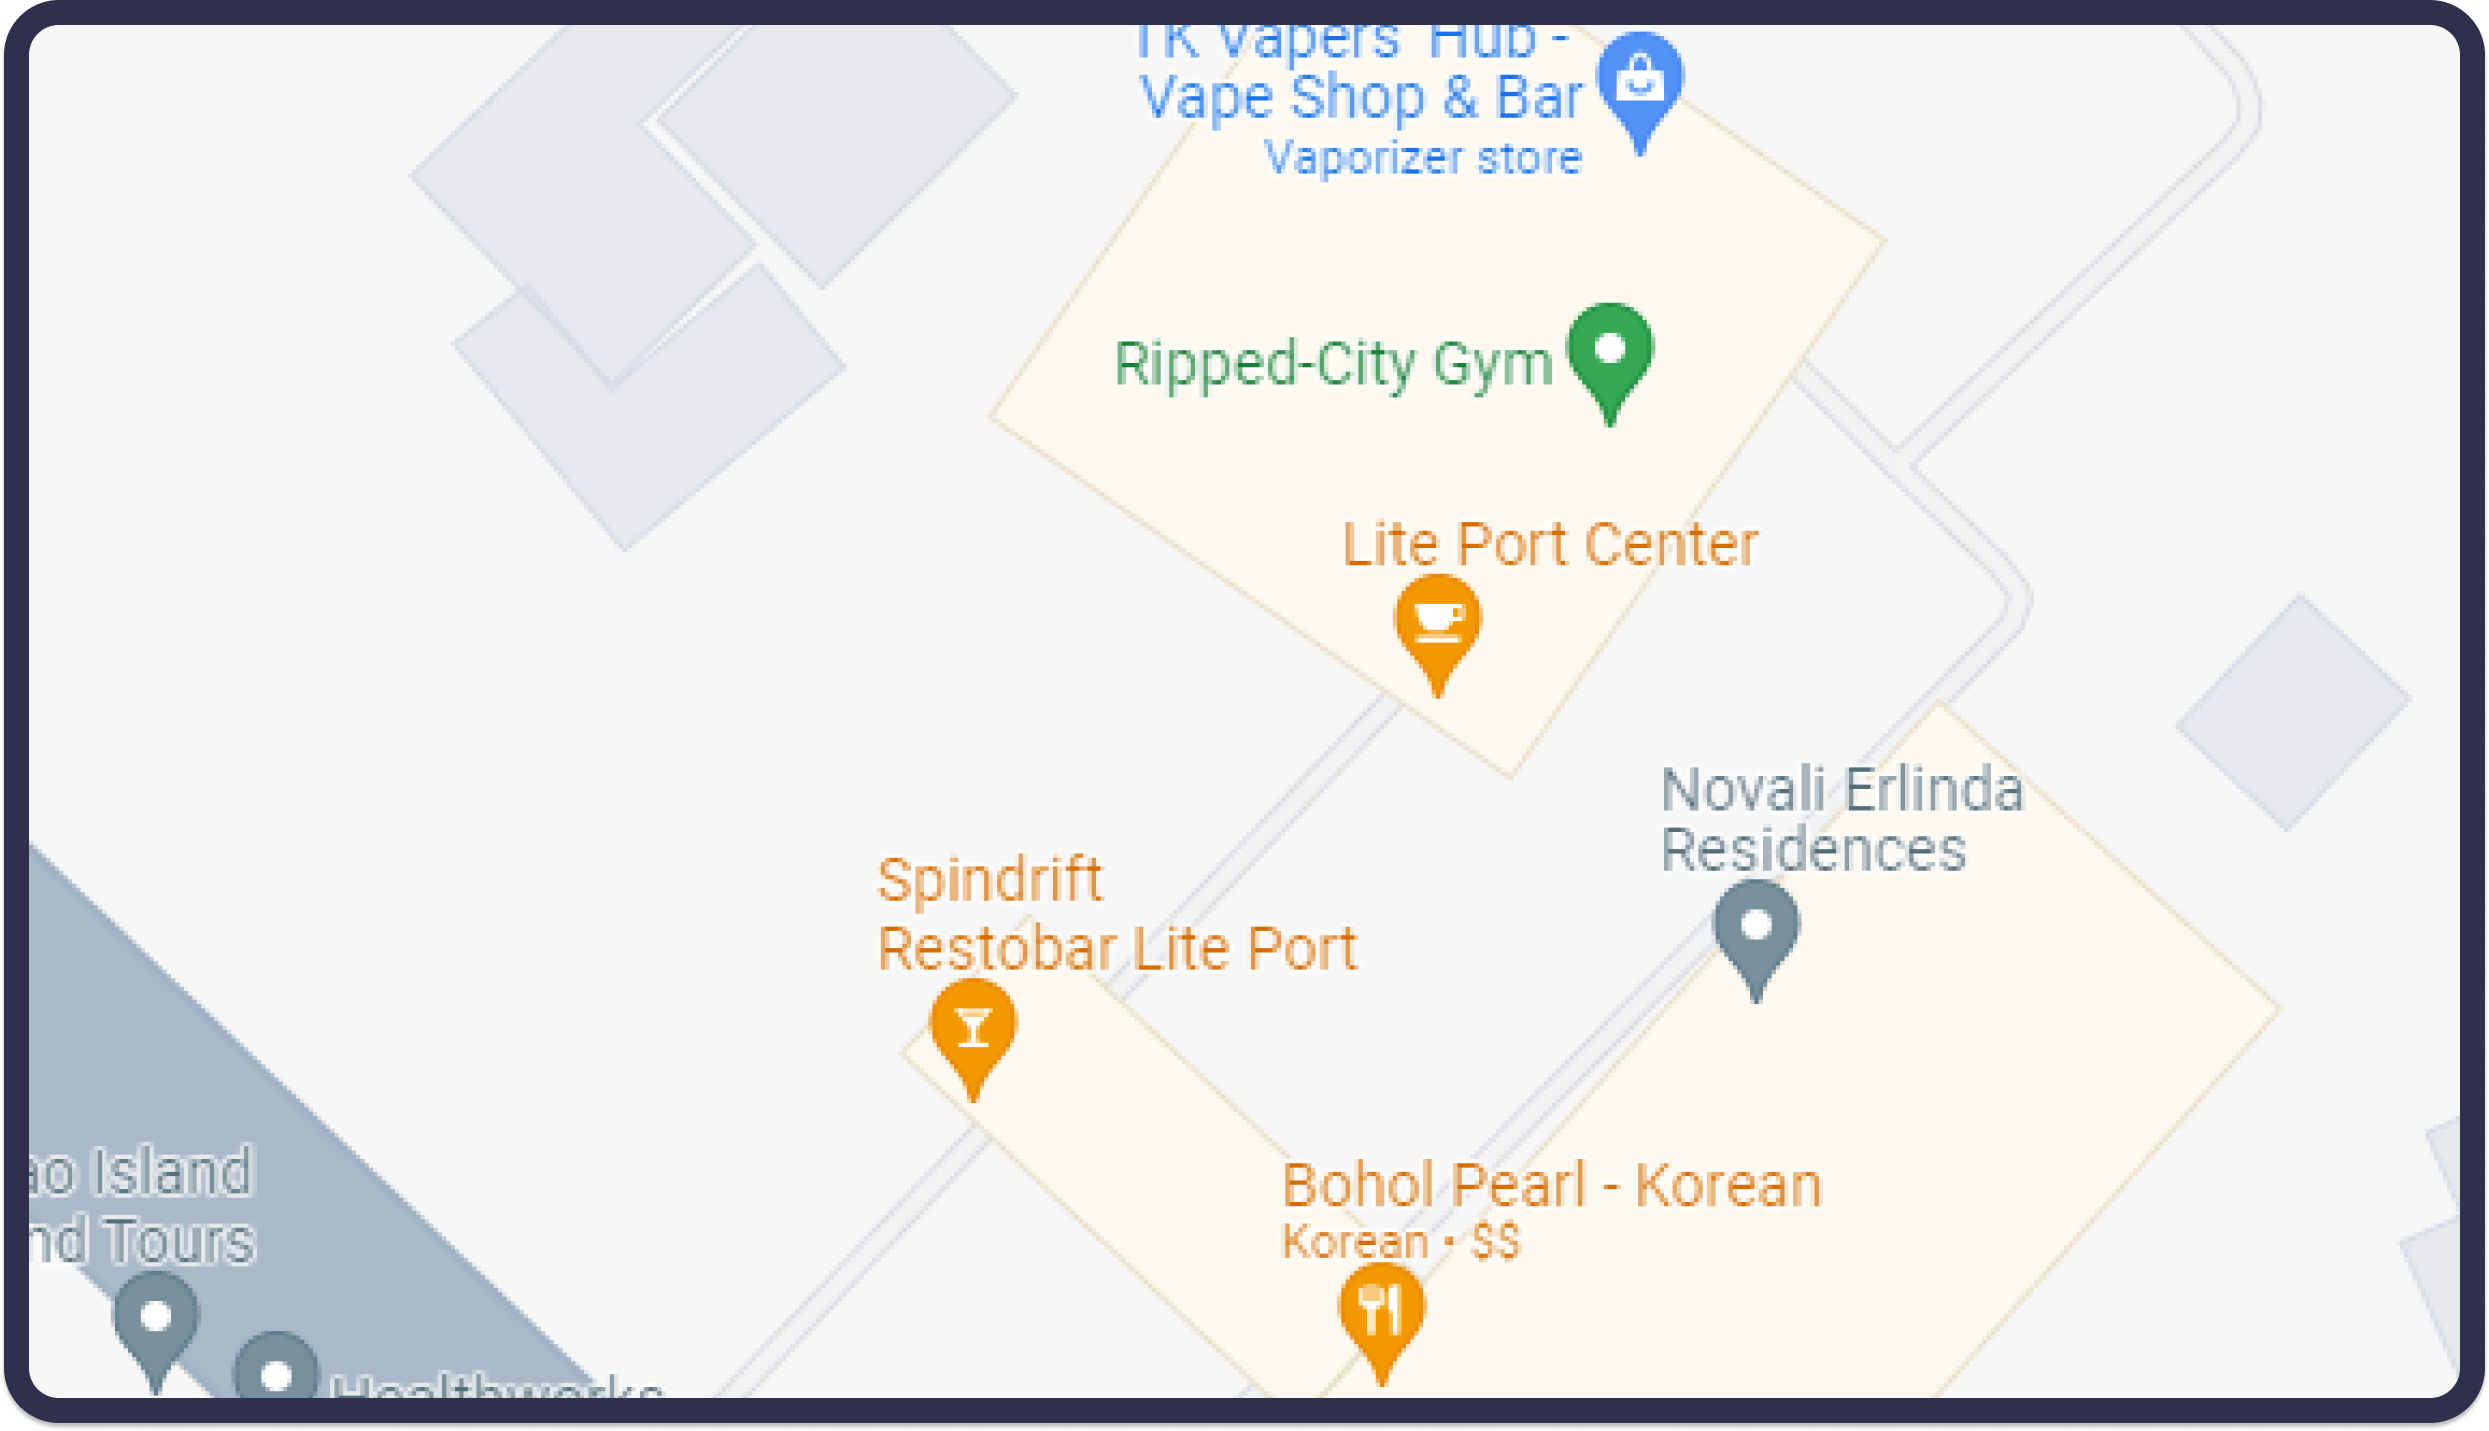 TK Vapers' Hub -
Vape Shop & Bar
Vaporizer store
Ripped-City Gym
Lite Port Center
Novali Erlinda
Residences
Spindrift
Restobar Lite Port
ao Island
nd Tours
Bohol Pearl - Korean
Korean · $$
Healthworks